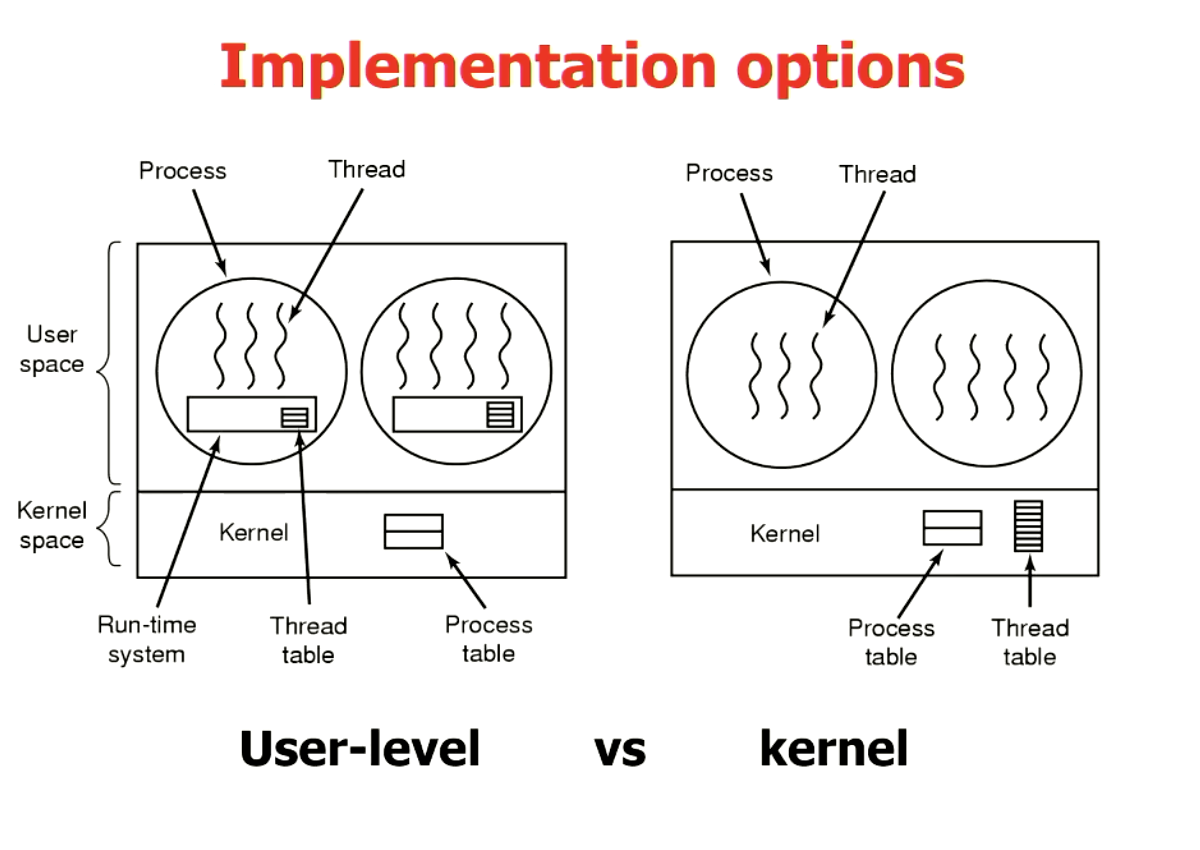 Implementation options
Process
Thread
Process
Thread
User
space
Kernel
space
Kernel
Kernel
Run-time
system
Thread
table
Process
table
Process
table
Thread
table
User-level vs kernel